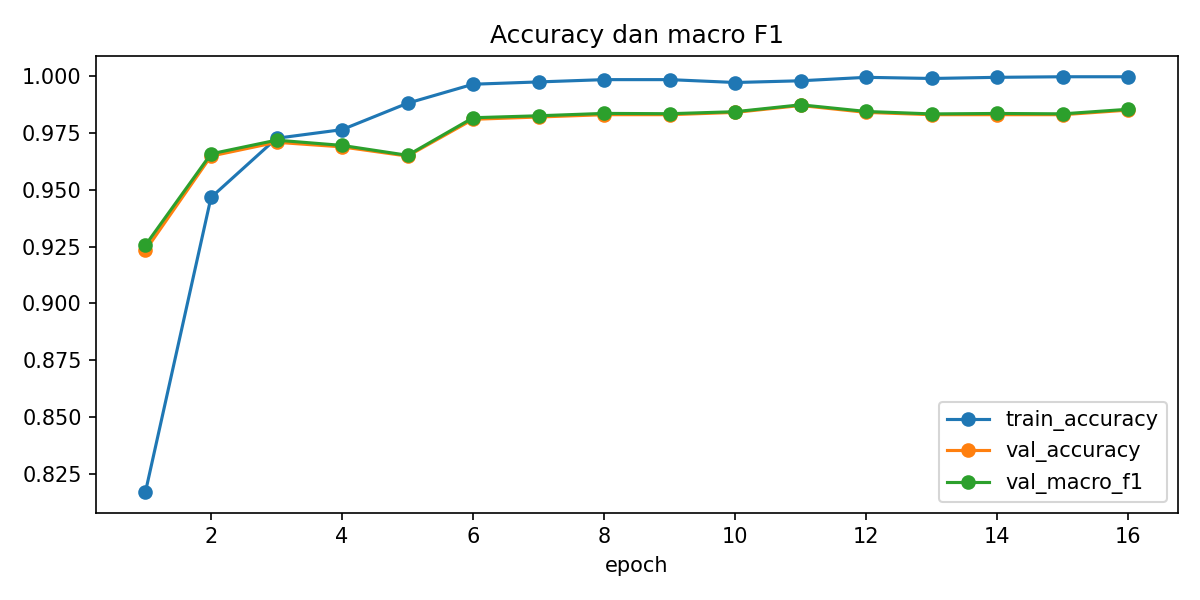 Accuracy dan macro F1
1.000
0.975
0.950
0.925
0.900
0.875
0.850
0.825
train_accuracy
val_accuracy
val_macro_f1
2 4 6 8 10 12 14 16
epoch